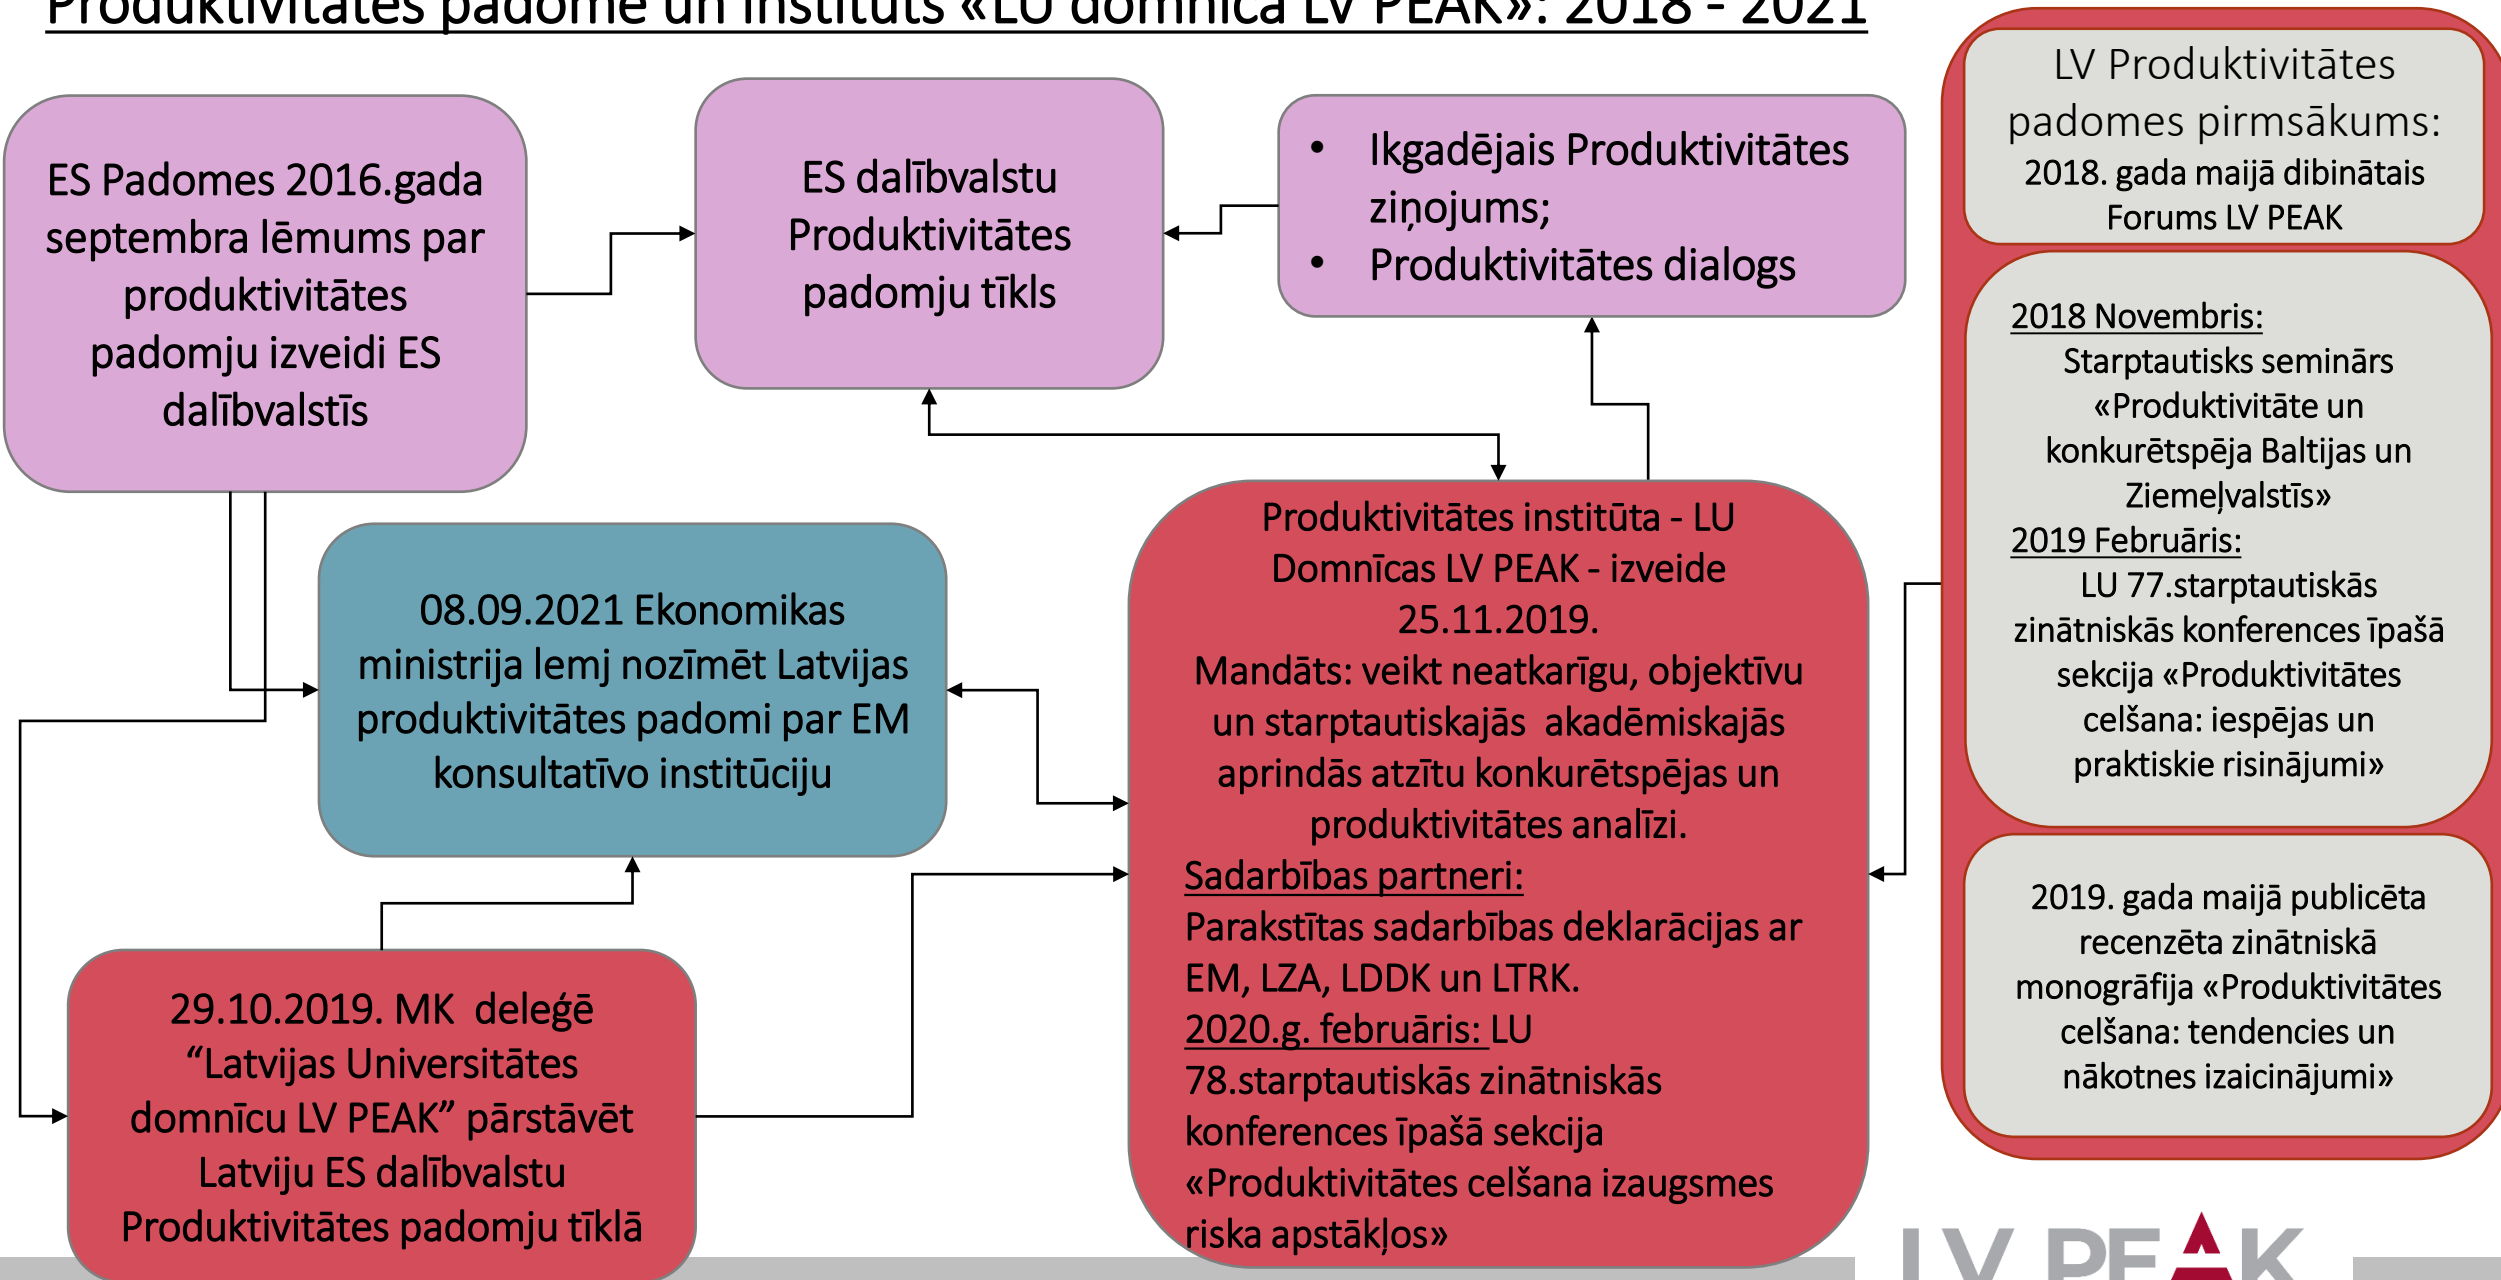 Produktivitātes padome un institūts «LU domnīca LV PEAK»: 2018 - 2021
ES Padomes 2016.gada
septembra lēmums par
produktivitātes
padomju izveidi ES
dalībvalstīs
ES dalībvalstu
Produktivitātes
padomju tīkls
• Ikgadējais Produktivitātes
ziņojums;
• Produktivitātes dialogs
08.09.2021 Ekonomikas
ministrija lemj nozīmēt Latvijas
produktivitātes padomi par EM
konsultatīvo institūciju
29.10.2019. MK deleģē
“Latvijas Universitātes
domnīcu LV PEAK” pārstāvēt
Latviju ES dalībvalstu
Produktivitātes padomju tīklā
Produktivitātes institūta - LU
Domnīcas LV PEAK - izveide
25.11.2019.
Mandāts: veikt neatkarīgu, objektīvu
un starptautiskajās akadēmiskajās
aprindās atzītu konkurētspējas un
produktivitātes analīzi.
Sadarbības partneri:
Parakstītas sadarbības deklarācijas ar
EM, LZA, LDDK un LTRK.
2020.g. februāris: LU
78.starptautiskās zinātniskās
konferences īpašā sekcija
«Produktivitātes celšana izaugsmes
riska apstākļos»
LV Produktivitātes
padomes pirmsākums:
2018. gada maijā dibinātais
Forums LV PEAK
2018 Novembris:
Starptautisks seminārs
«Produktivitāte un
konkurētspēja Baltijas un
Ziemeļvalstīs»
2019 Februāris:
LU 77.starptautiskās
zinātniskās konferences īpašā
sekcija «Produktivitātes
celšana: iespējas un
praktiskie risinājumi»
2019. gada maijā publicēta
recenzēta zinātniskā
monogrāfija «Produktivitātes
celšana: tendencies un
nākotnes izaicinājumi»
LV PEAK